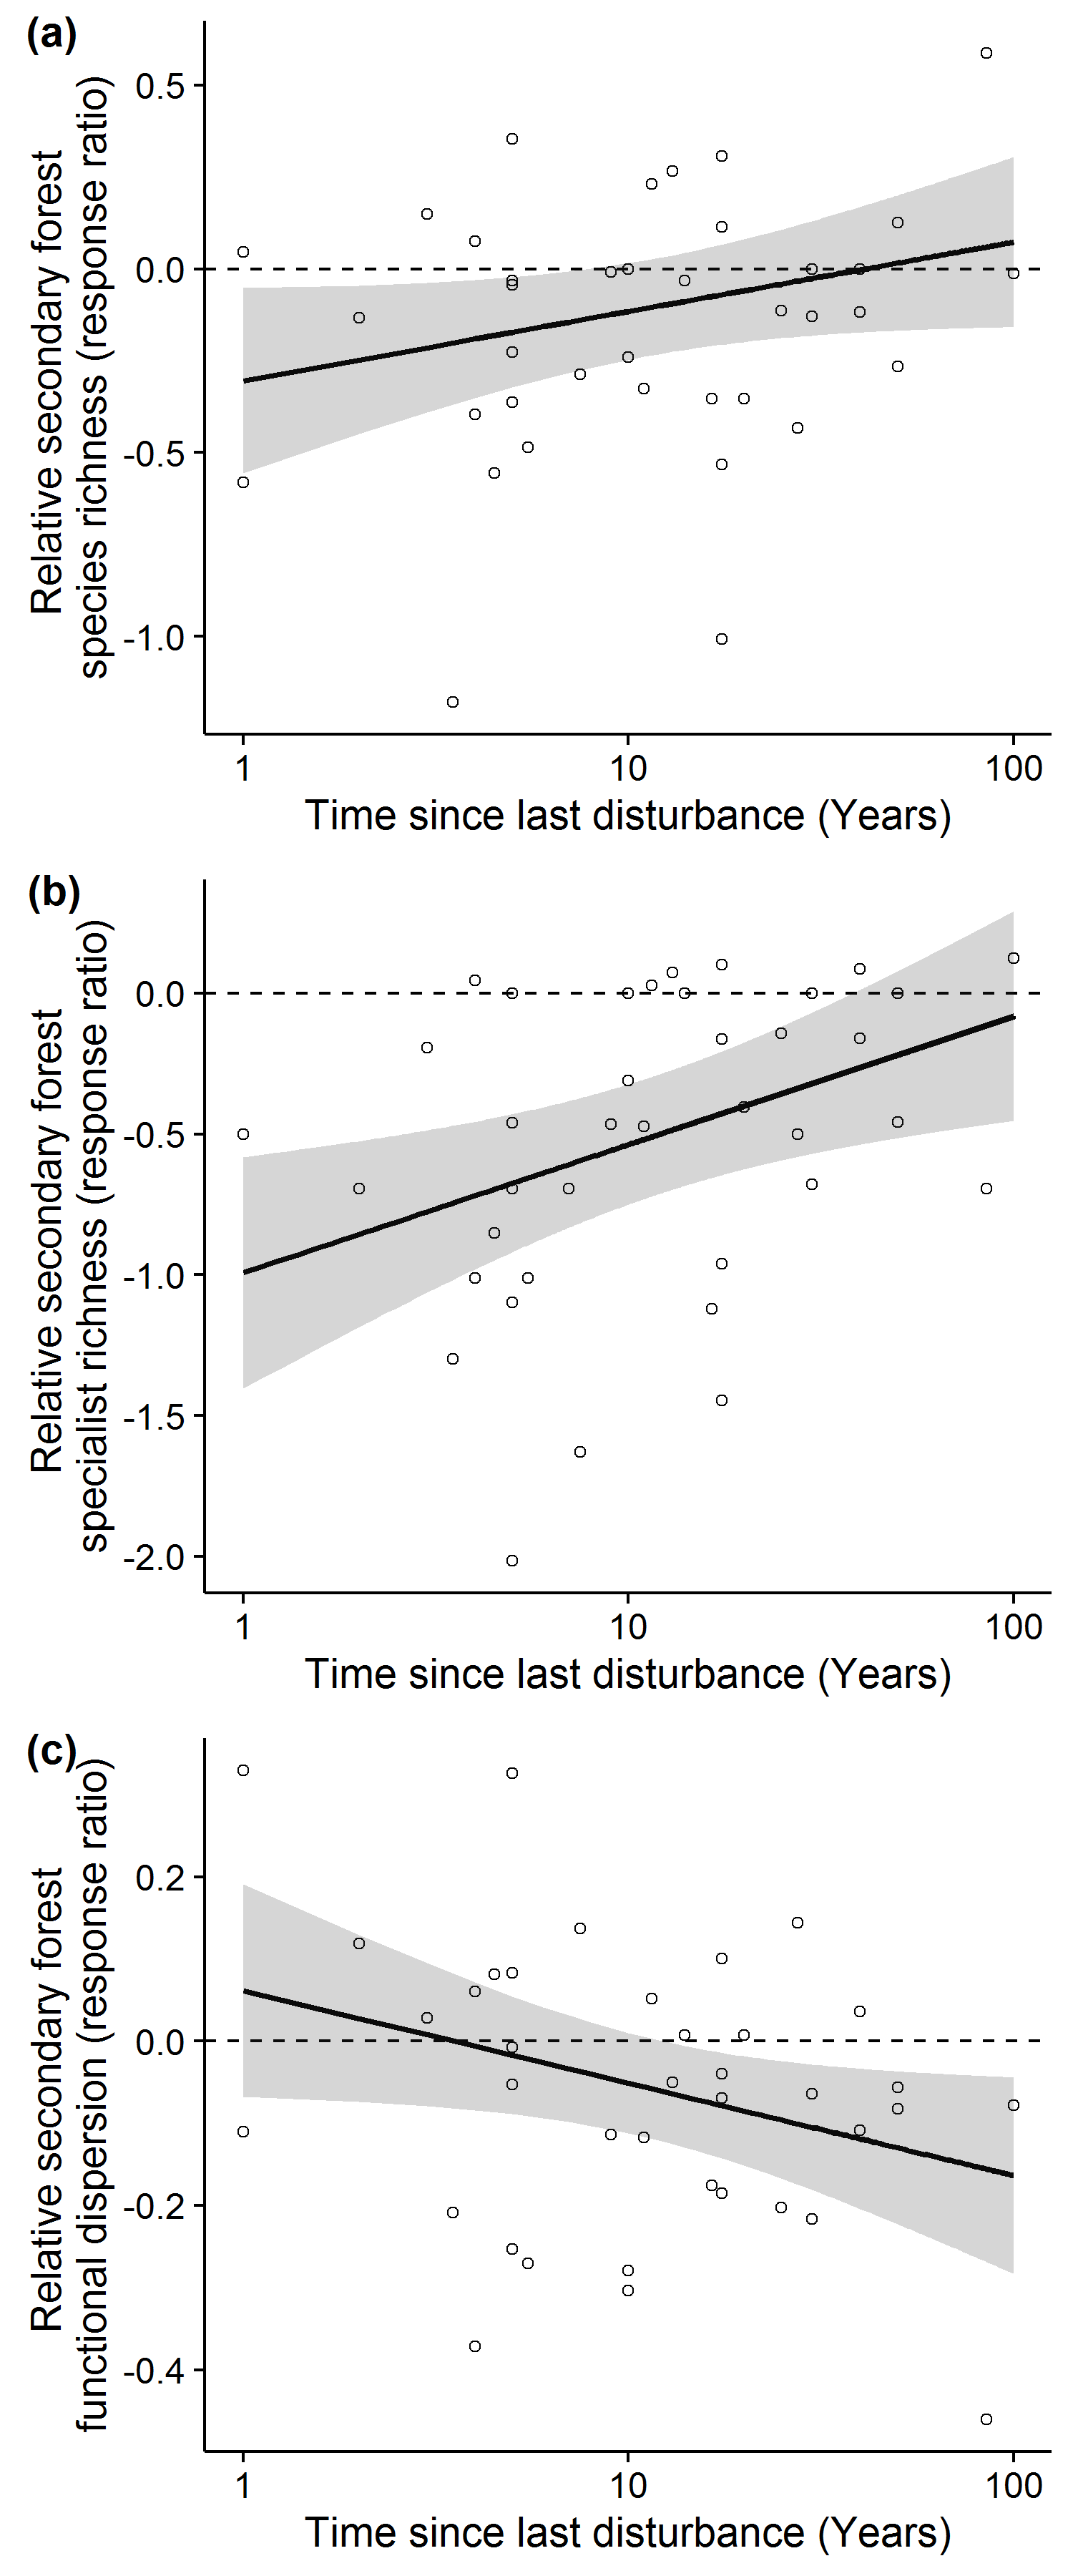 (a)
Relative secondary forest
species richness (response ratio)
0.5
0.0
-0.5
-1.0
1 10 100
Time since last disturbance (Years)
(b)
Relative secondary forest
specialist richness (response ratio)
0.0
-0.5
-1.0
-1.5
-2.0
1 10 100
Time since last disturbance (Years)
(c)
Relative secondary forest
functional dispersion (response ratio)
0.2
0.0
-0.2
-0.4
1 10 100
Time since last disturbance (Years)